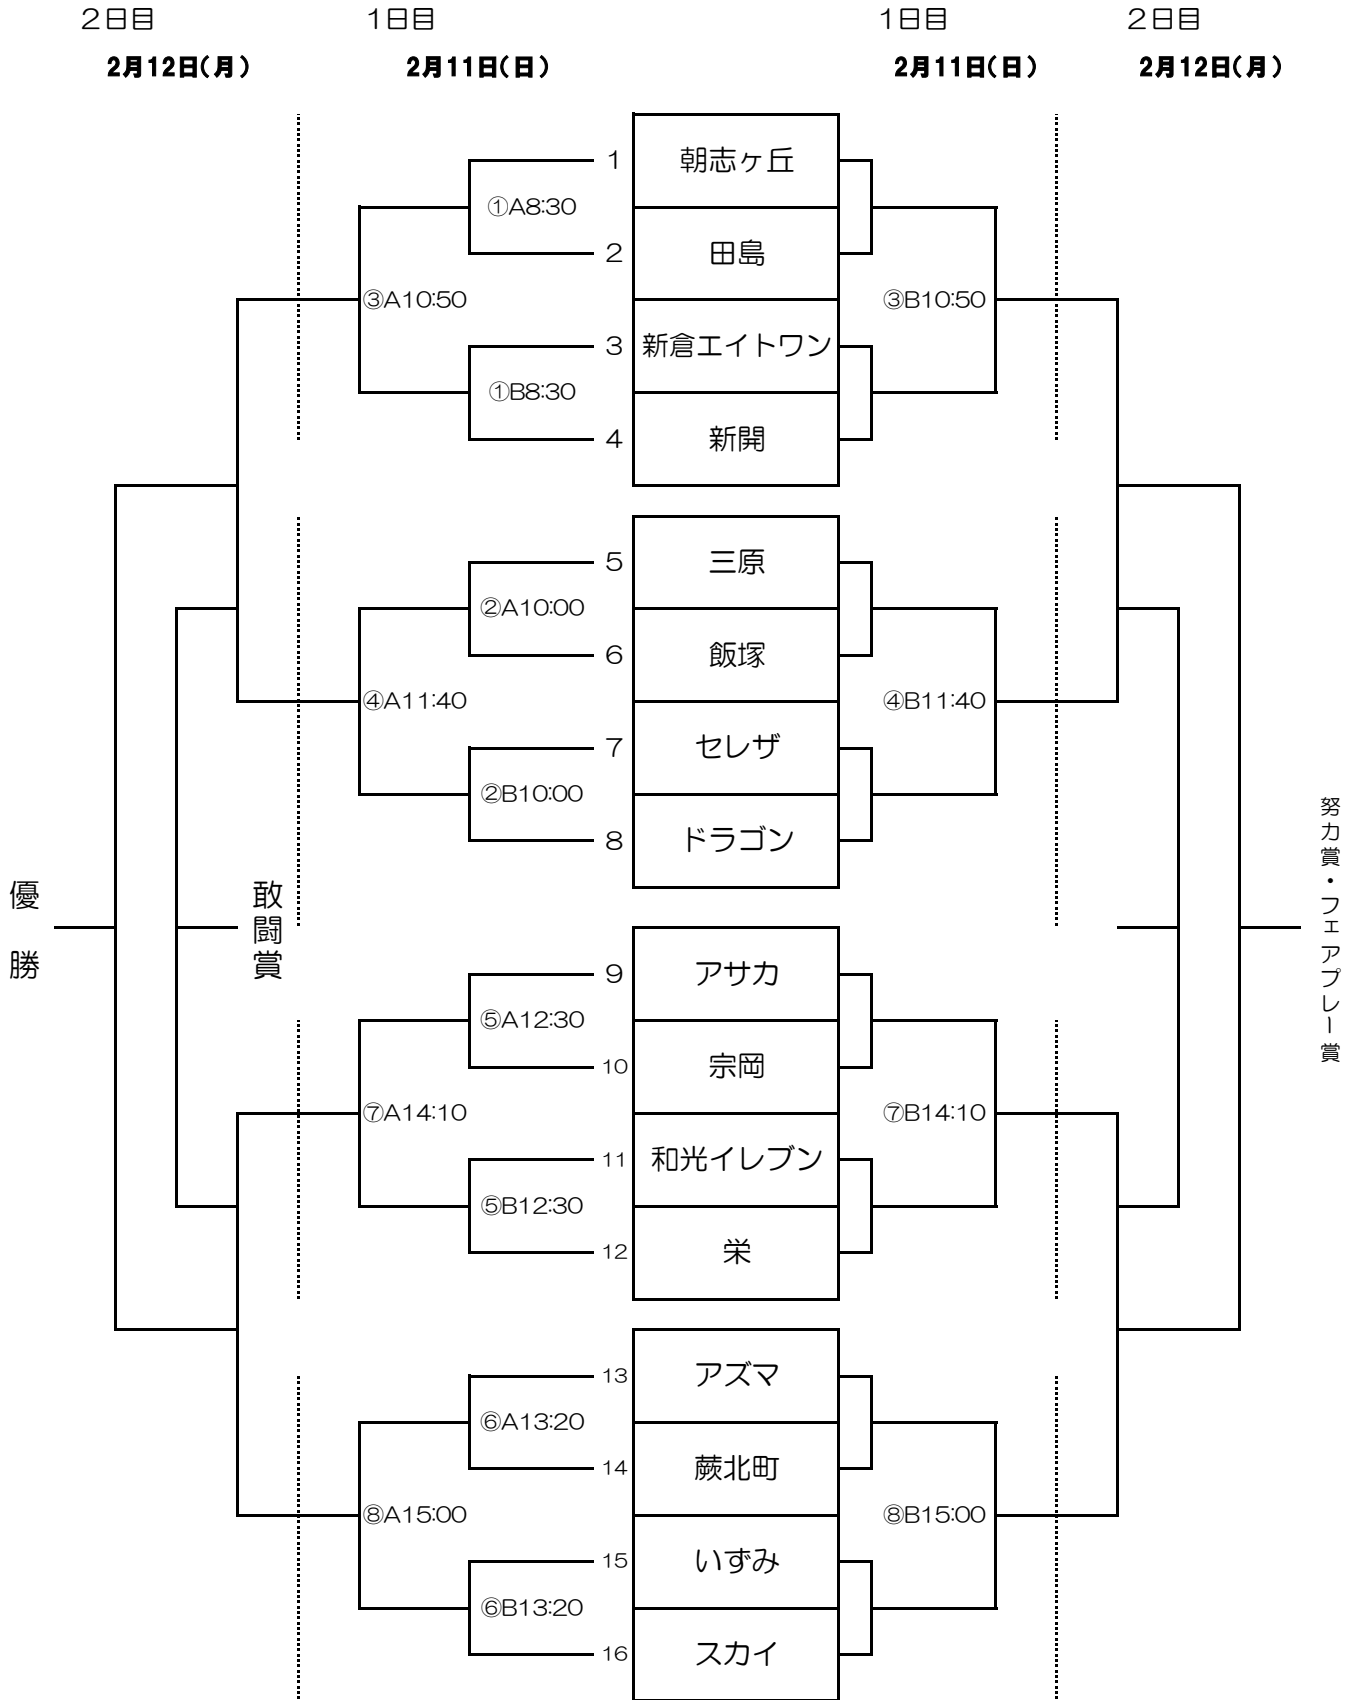 ２日目
１日目
１日目
２日目
2月12日(月)
2月11日(日)
2月11日(日)
2月12日(月)
1 朝志ヶ丘
①A8:30
2 田島
③A10:50
③B10:50
3 新倉エイトワン
①B8:30
4 新開
5 三原
②A10:00
6 飯塚
④A11:40
④B11:40
7 セレザ
②B10:00
8 ドラゴン
優勝
敢闘賞
努力賞・フェアプレー賞
9 アサカ
⑤A12:30
10 宗岡
⑦A14:10
⑦B14:10
11 和光イレブン
⑤B12:30
12 栄
13 アズマ
⑥A13:20
14 蕨北町
⑧A15:00
⑧B15:00
15 いずみ
⑥B13:20
16 スカイ